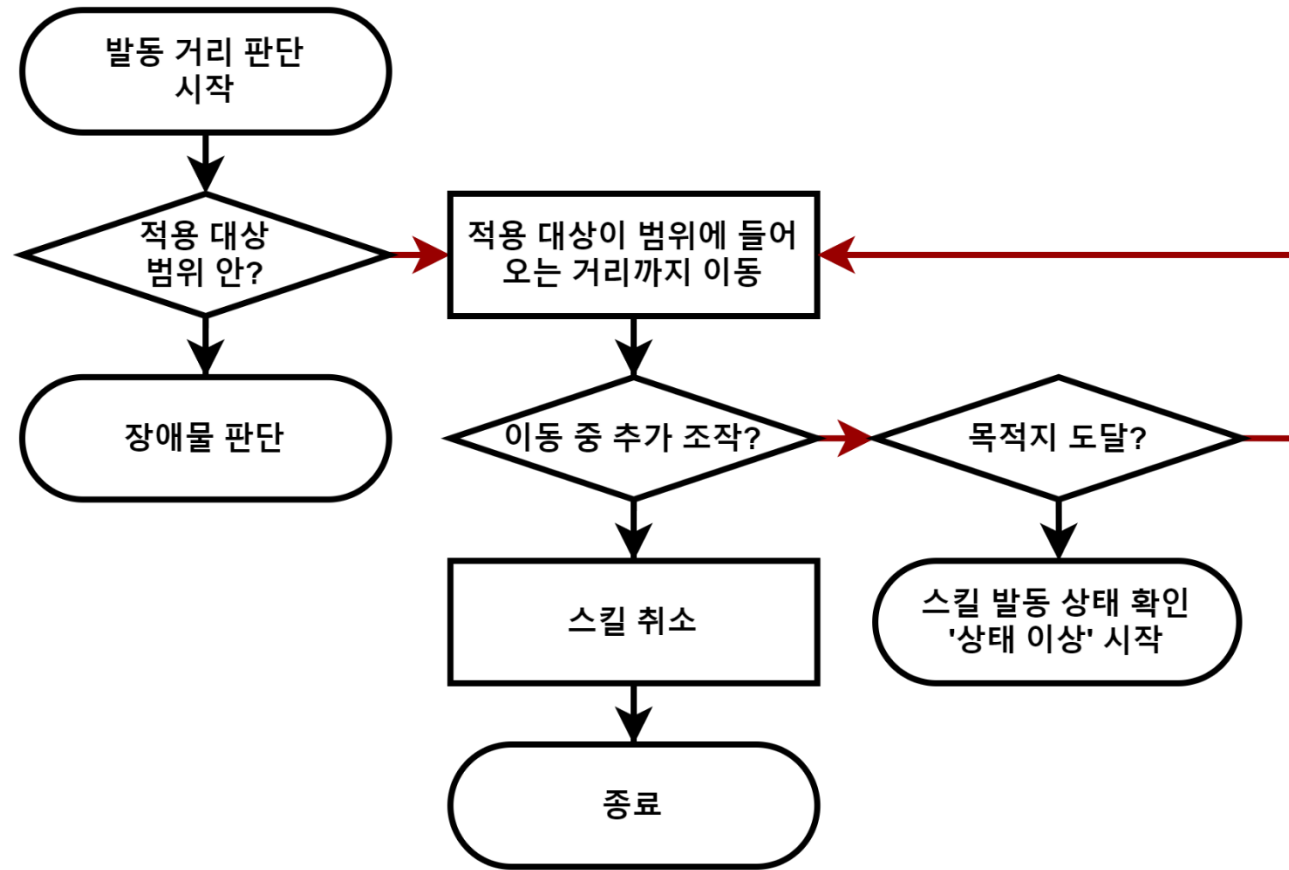 발동 거리 판단
시작
적용 대상
범위 안?
적용 대상이 범위에 들어
오는 거리까지 이동
장애물 판단
이동 중 추가 조작?
목적지 도달?
스킬 취소
스킬 발동 상태 확인
'상태 이상' 시작
종료